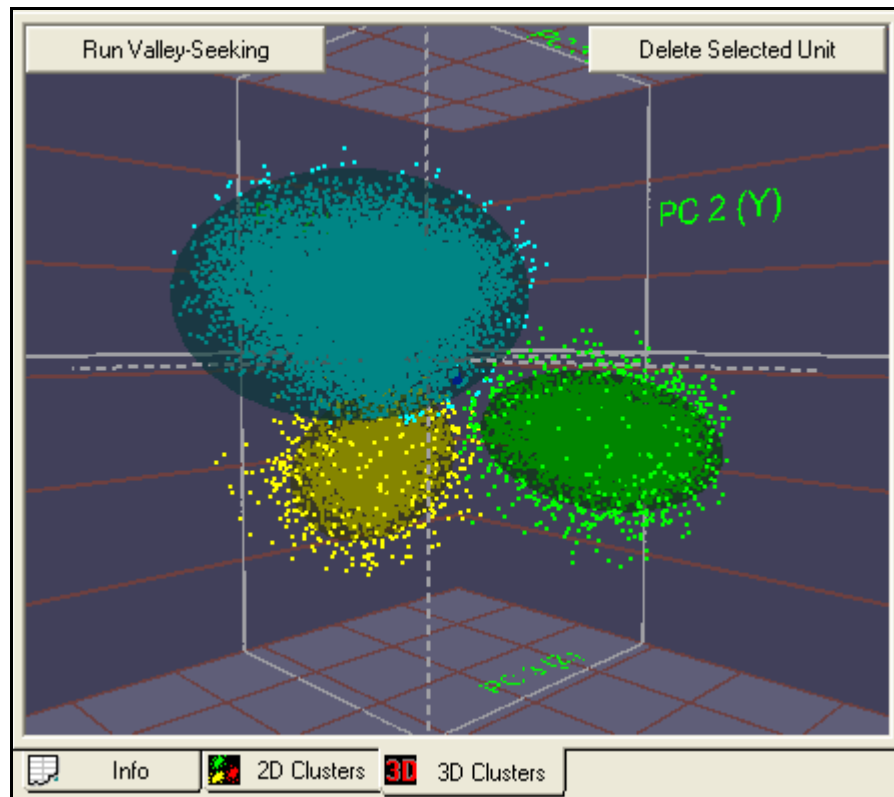 Run Valley-Seeking
Delete Selected Unit
PC 2 (Y)
Info
2D Clusters
3D
3D Clusters